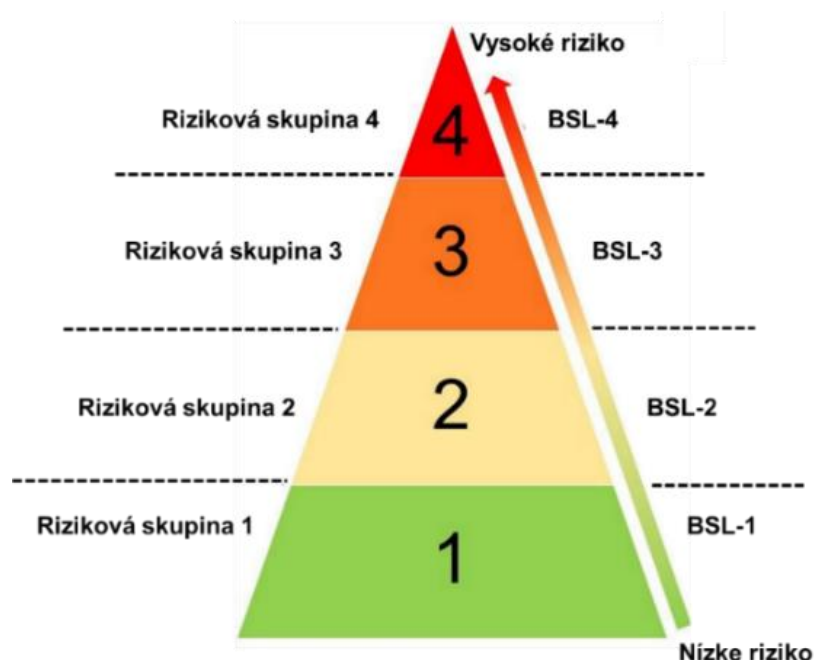 Vysoké riziko
Riziková skupina 4
4
BSL-4
Riziková skupina 3
3
BSL-3
Riziková skupina 2
2
BSL-2
Riziková skupina 1
1
BSL-1
Nízke riziko